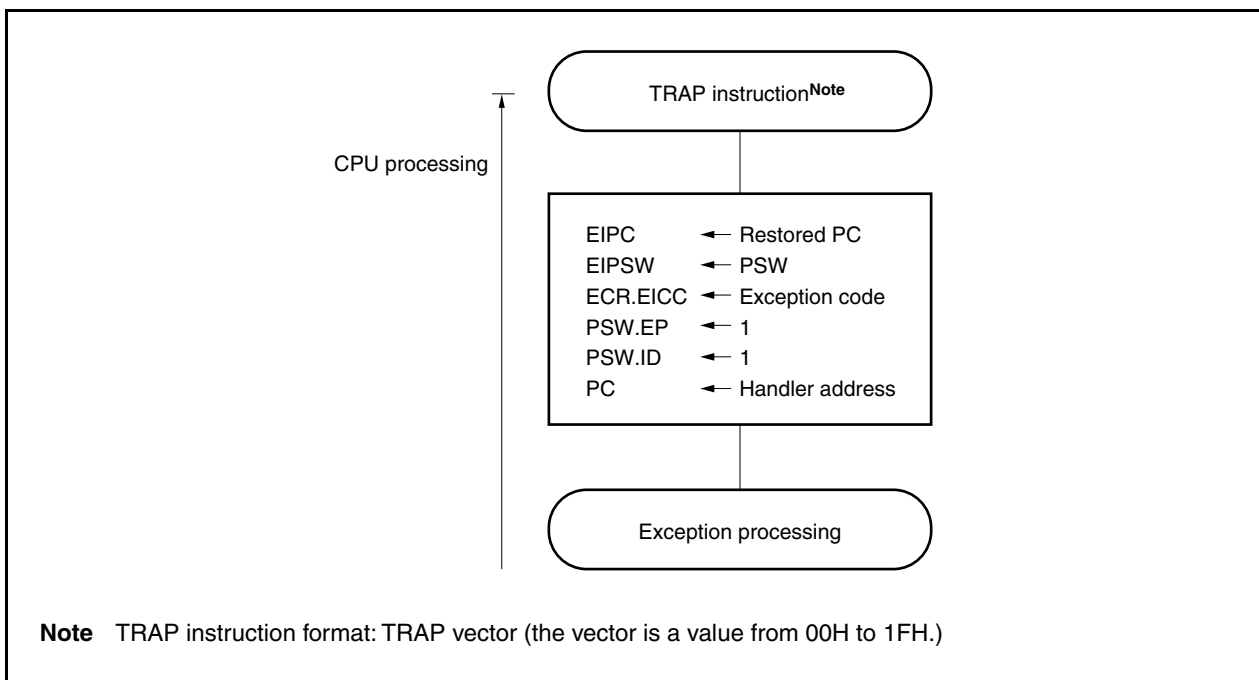 TRAP instructionNote
CPU processing
EIPC ← Restored PC
EIPSW ← PSW
ECR.EICC ← Exception code
PSW.EP ← 1
PSW.ID ← 1
PC ← Handler address
Exception processing
Note TRAP instruction format: TRAP vector (the vector is a value from 00H to 1FH.)